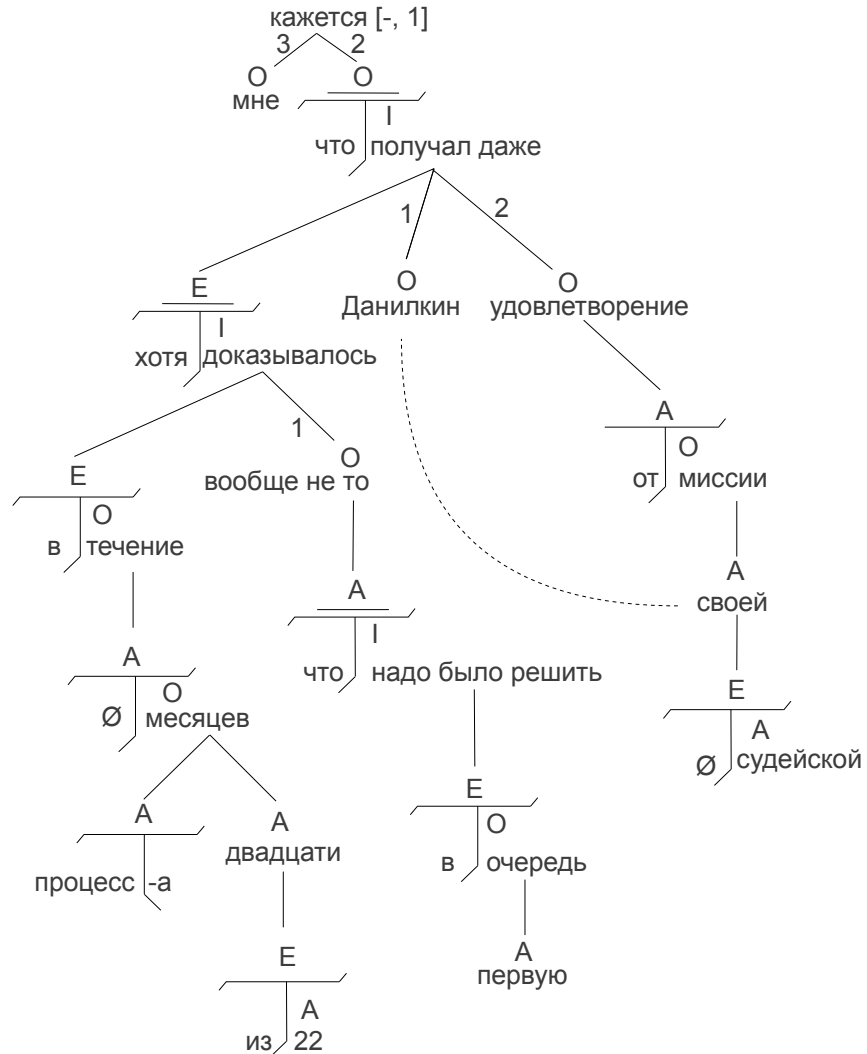 кажется [-, 1]
3 2
O O
мне
I
что получал даже
1 2
E O O
Данилкин удовлетворение
I
хотя доказывалось
1 A
E O O
вообще не то от миссии
O
в течение A
A своей
I
A что надо было решить E
O A
Ø месяцев Ø судейской
E
A A O
двадцати в очередь
процесс -а
A
E первую
A
из 22